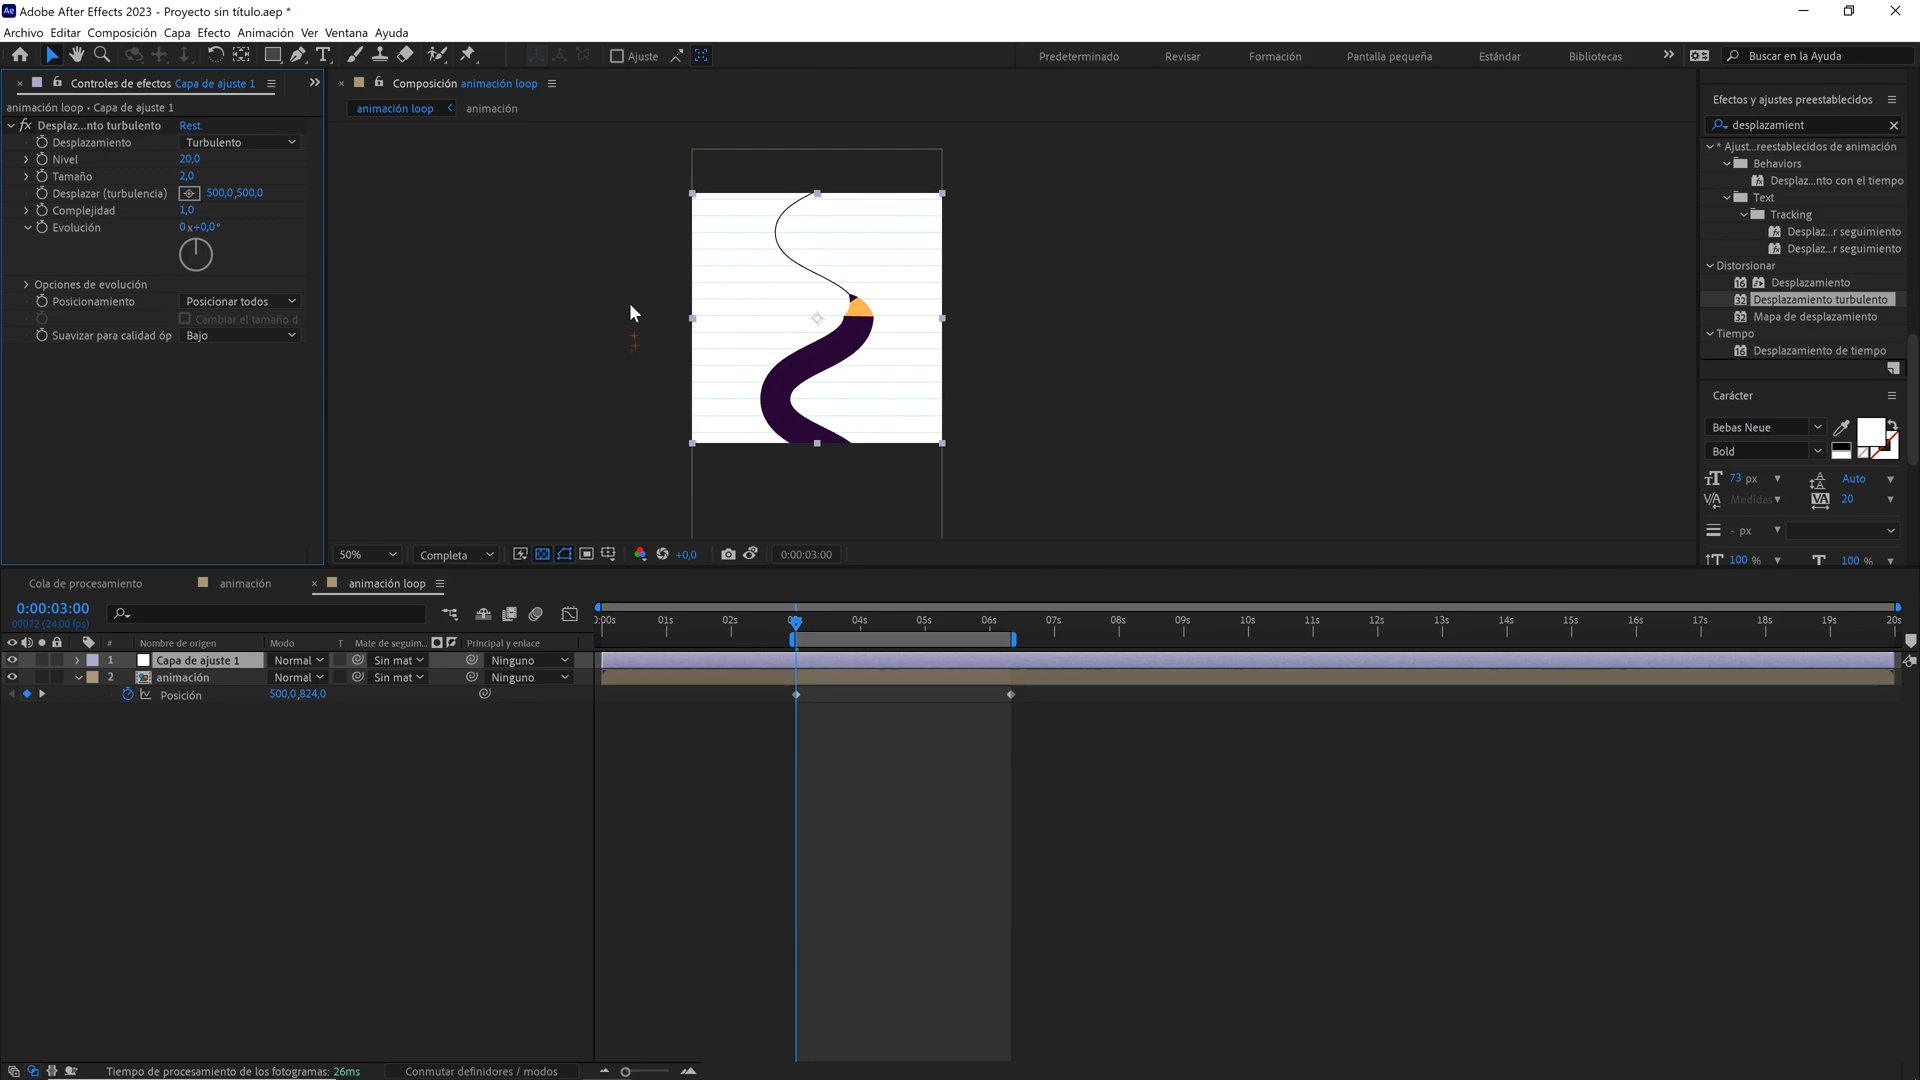 Adobe After Effects 2023 - Proyecto sin título.aep *
Archivo Editar Composición Capa Efecto Animación Ver Ventana Ayuda
Ajuste Predeterminado Revisar Formación Pantalla pequeña Estándar Bibliotecas Buscar en la Ayuda
Controles de efectos Capa de ajuste 1
animación loop • Capa de ajuste 1
fx Desplaz...nto turbulento Rest.
Desplazamiento Turbulento
Nivel 20,0
Tamaño 2,0
Desplazar (turbulencia) 500,0,500,0
Complejidad 1,0
Evolución 0 x+0,0°
Opciones de evolución
Posicionamiento Posicionar todos
Cambiar el tamaño d
Suavizar para calidad óp Bajo
Composición animación loop
animación loop animación
50% Completa +0,0 0:00:03:00
Efectos y ajustes preestablecidos
desplazamient
* Ajust...reestablecidos de animación
Behaviors
Desplaz...nto con el tiempo
Text
Tracking
Desplaz...r seguimiento
Desplaz...r seguimiento
Distorsionar
Desplazamiento
Desplazamiento turbulento
Mapa de desplazamiento
Tiempo
Desplazamiento de tiempo
Carácter
Bebas Neue
Bold
73 px Auto
Medidas 20
- px
100 % 100 %
Cola de procesamiento animación animación loop
0:00:03:00
00072 (24.00 fps)
# Nombre de origen Modo T Mate de seguim... Principal y enlace
1 Capa de ajuste 1 Normal Sin mat Ninguno
2 animación Normal Sin mat Ninguno
Posición 500,0,824,0
01s 02s 04s 05s 06s 07s 08s 09s 10s 11s 12s 13s 14s 15s 16s 17s 18s 19s 20s
Tiempo de procesamiento de los fotogramas: 26ms Conmutar definidores / modos